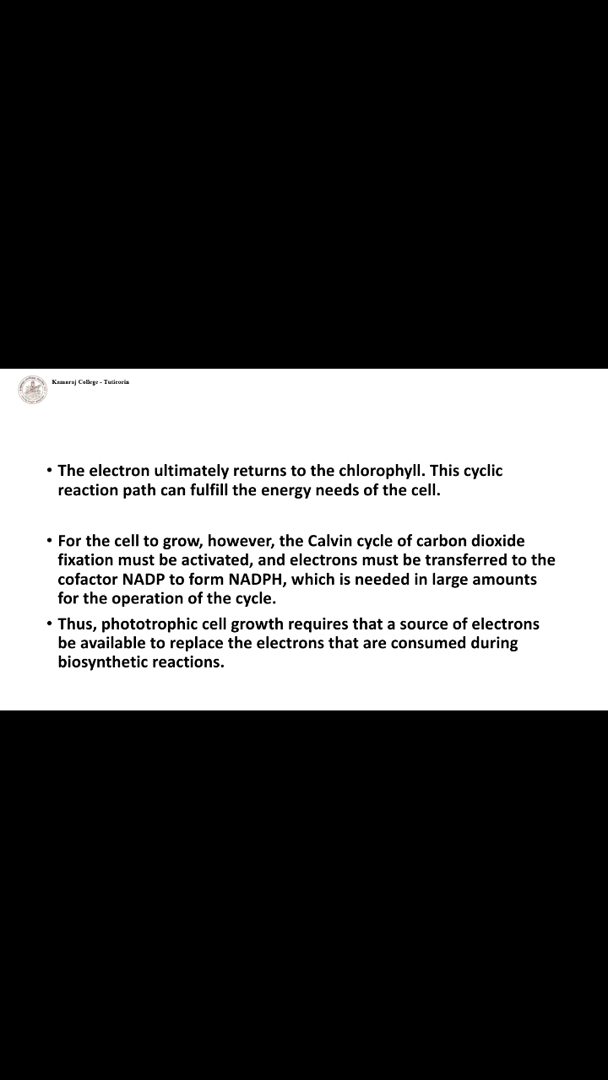 Kamaraj College - Tuticorin
• The electron ultimately returns to the chlorophyll. This cyclic
reaction path can fulfill the energy needs of the cell.
• For the cell to grow, however, the Calvin cycle of carbon dioxide
fixation must be activated, and electrons must be transferred to the
cofactor NADP to form NADPH, which is needed in large amounts
for the operation of the cycle.
• Thus, phototrophic cell growth requires that a source of electrons
be available to replace the electrons that are consumed during
biosynthetic reactions.